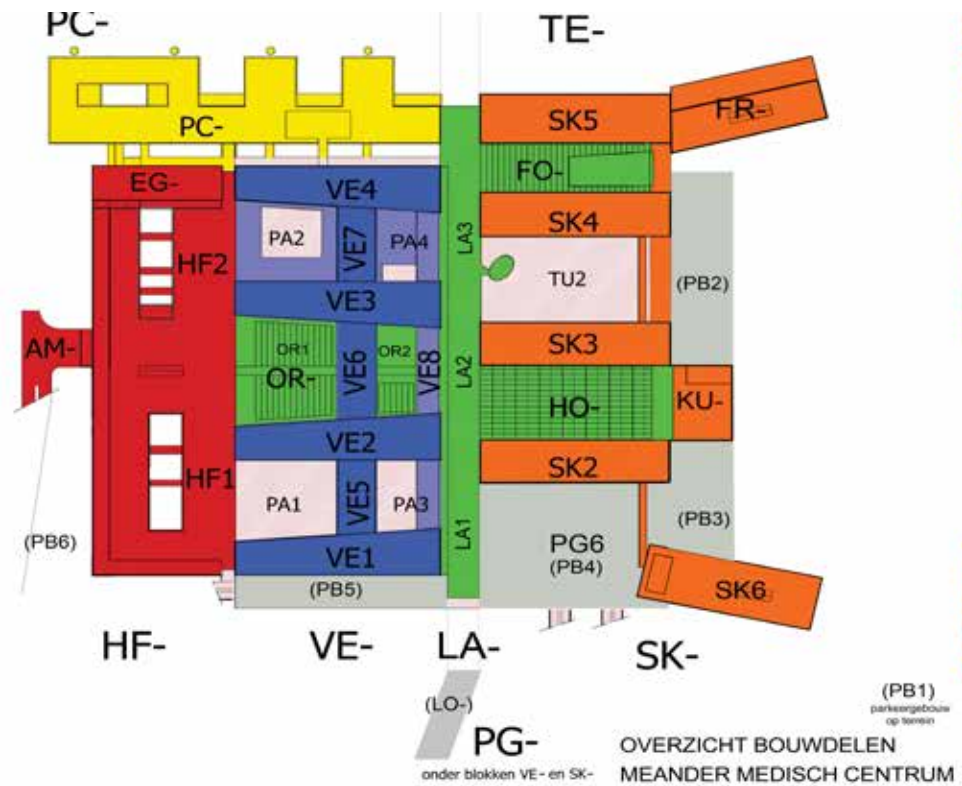 PC-
TE-
PC-
SK5
FR-
FO-
EG-
VE4
SK4
LA3
PA2
VE7
PA4
HF2
TU2
(PB2)
VE3
AM-
OR1
OR-
VE6
OR2
VE8
LA2
SK3
HO-
KU-
VE2
SK2
HF1
PA1
VE5
PA3
LA1
(PB3)
(PB6)
PG6
(PB4)
VE1
(PB5)
SK6
HF-
VE-
LA-
SK-
(LO-)
(PB1)
parkeergebouw
op terrein
PG-
onder blokken VE- en SK-
OVERZICHT BOUWDELEN
MEANDER MEDISCH CENTRUM